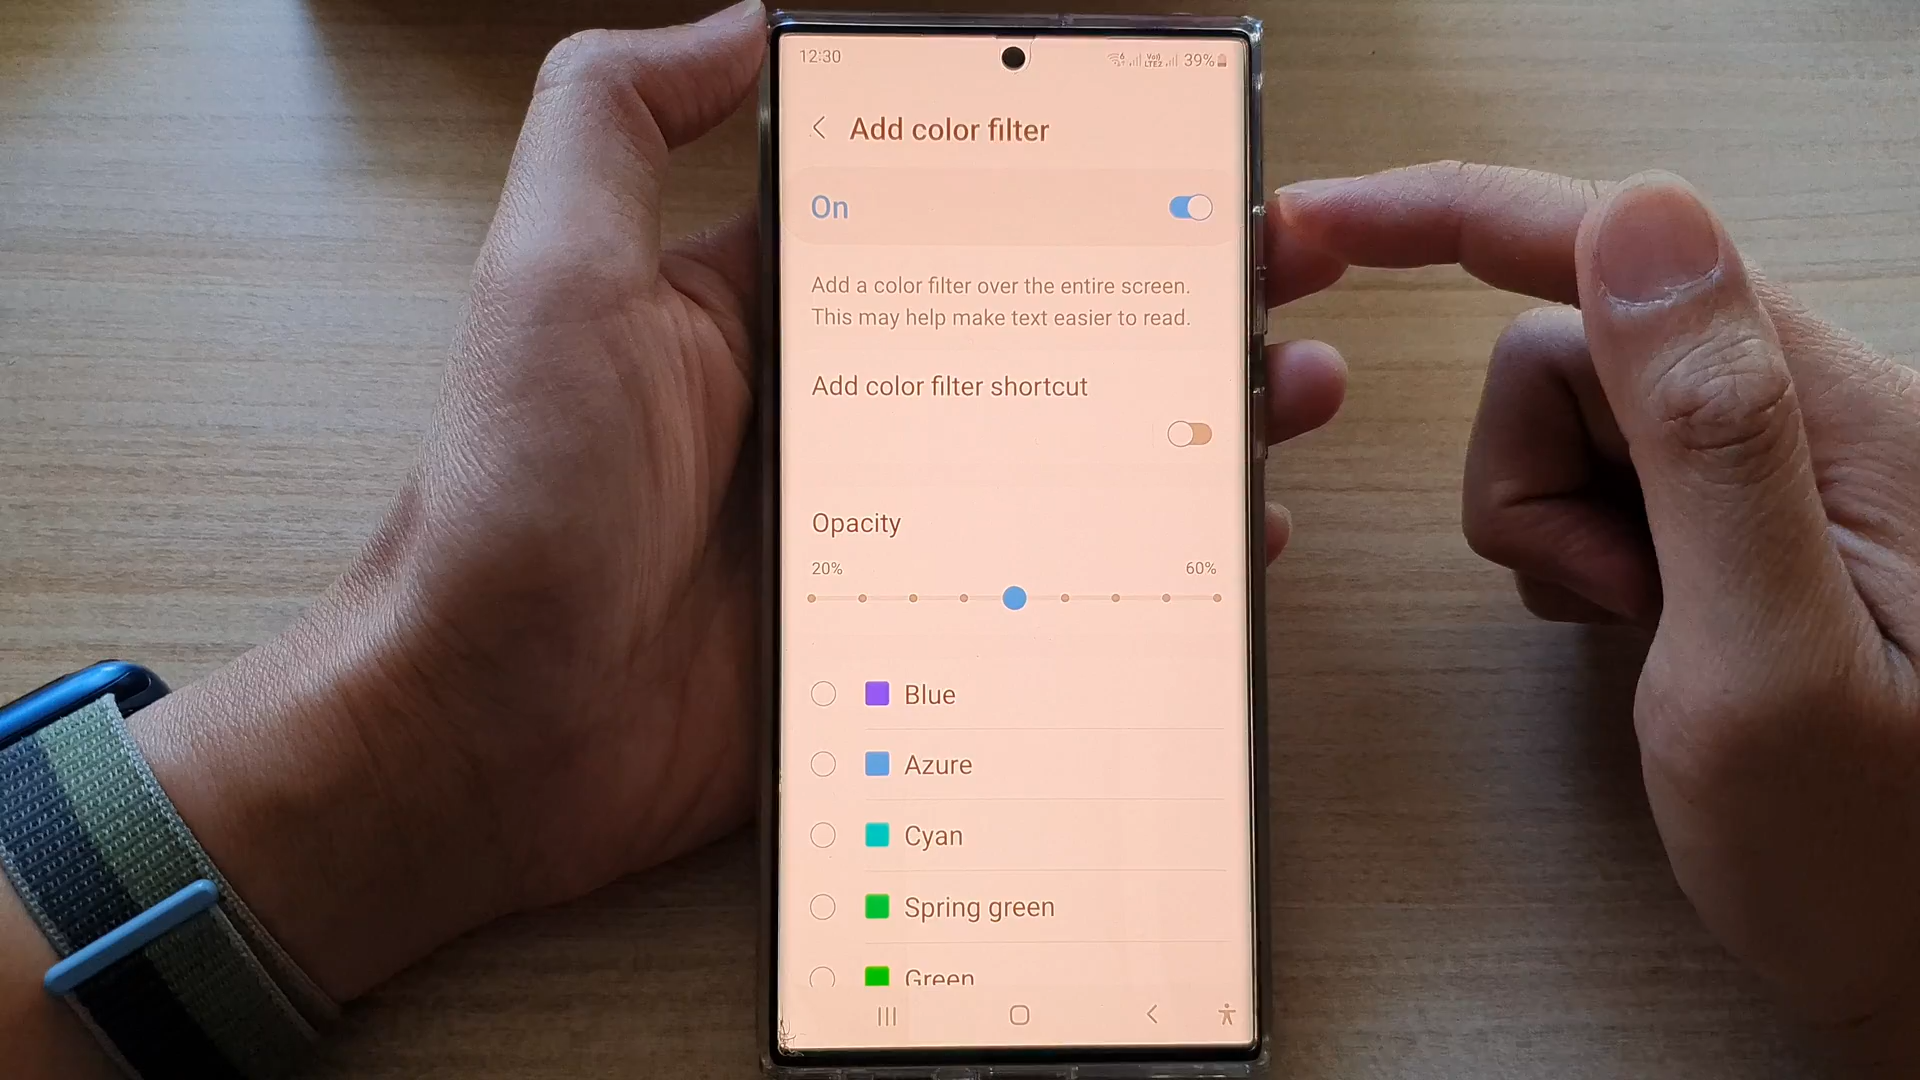 12:30
39%
Add color filter
On
Add a color filter over the entire screen.
This may help make text easier to read.
Add color filter shortcut
Opacity
20% 60%
Blue
Azure
Cyan
Spring green
Green